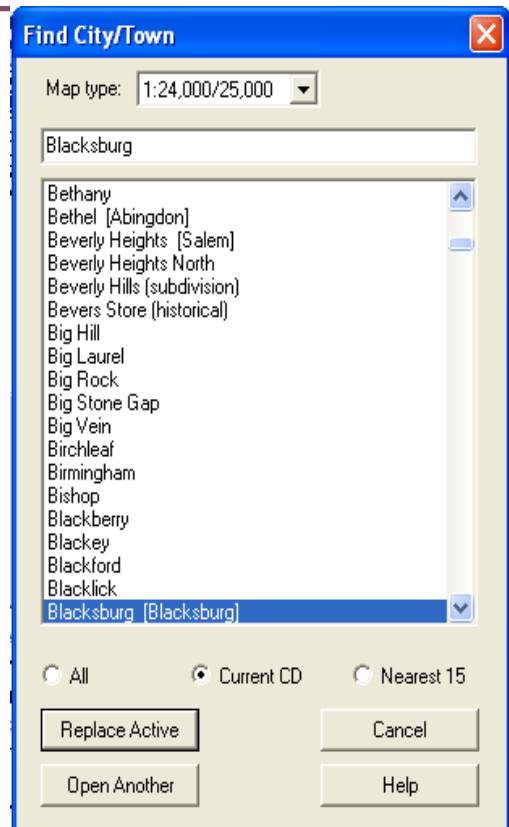 Find City/Town
Map type: 1:24,000/25,000
Blacksburg
Bethany
Bethel [Abingdon]
Beverly Heights [Salem]
Beverly Heights North
Beverly Hills (subdivision)
Bevers Store (historical)
Big Hill
Big Laurel
Big Rock
Big Stone Gap
Big Vein
Birchleaf
Birmingham
Bishop
Blackberry
Blackey
Blackford
Blacklick
Blacksburg [Blacksburg]
All Current CD Nearest 15
Replace Active Cancel
Open Another Help